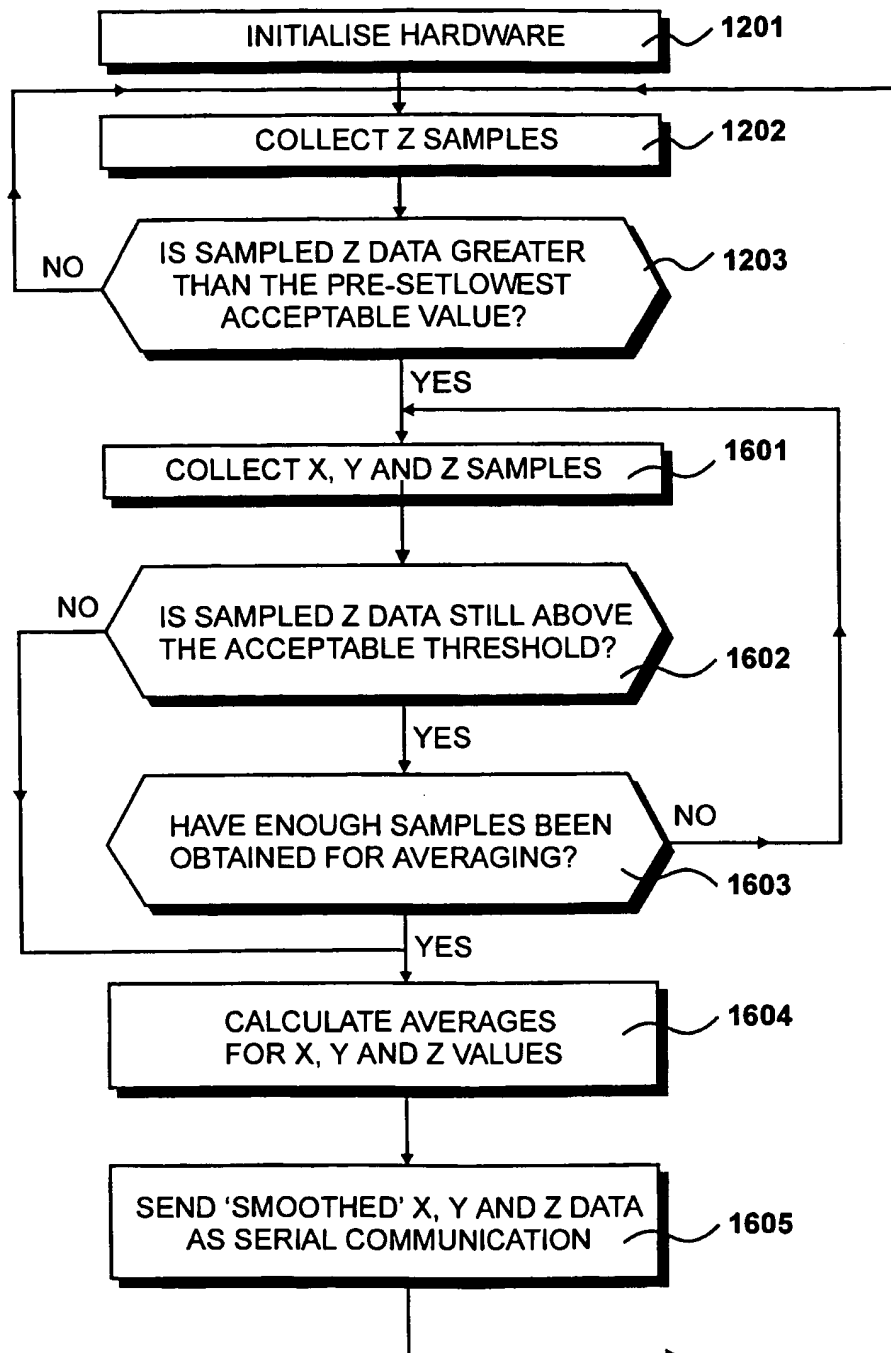 INITIALISE HARDWARE
1201
COLLECT Z SAMPLES
1202
IS SAMPLED Z DATA GREATER
THAN THE PRE-SETLOWEST
ACCEPTABLE VALUE?
1203
NO
YES
COLLECT X, Y AND Z SAMPLES
1601
NO
IS SAMPLED Z DATA STILL ABOVE
THE ACCEPTABLE THRESHOLD?
1602
YES
HAVE ENOUGH SAMPLES BEEN
OBTAINED FOR AVERAGING?
NO
1603
YES
CALCULATE AVERAGES
FOR X, Y AND Z VALUES
1604
SEND ‘SMOOTHED’ X, Y AND Z DATA
AS SERIAL COMMUNICATION
1605